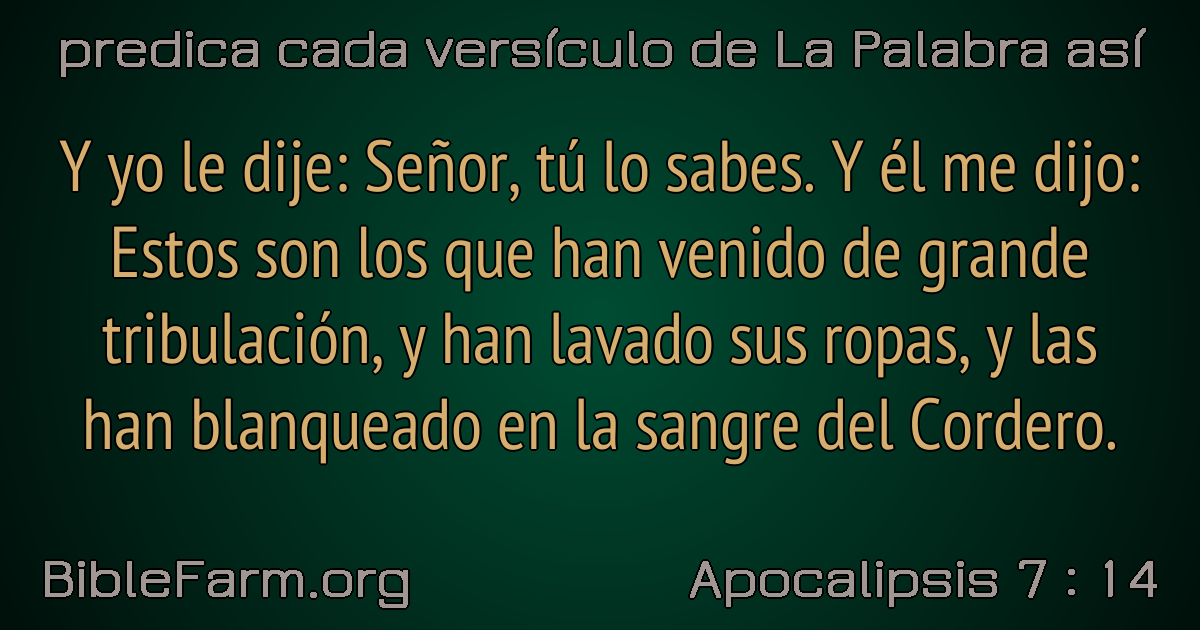 predica cada versículo de La Palabra así
Y yo le dije: Señor, tú lo sabes. Y él me dijo:
Estos son los que han venido de grande
tribulación, y han lavado sus ropas, y las
han blanqueado en la sangre del Cordero.
BibleFarm.org
Apocalipsis 7 : 14